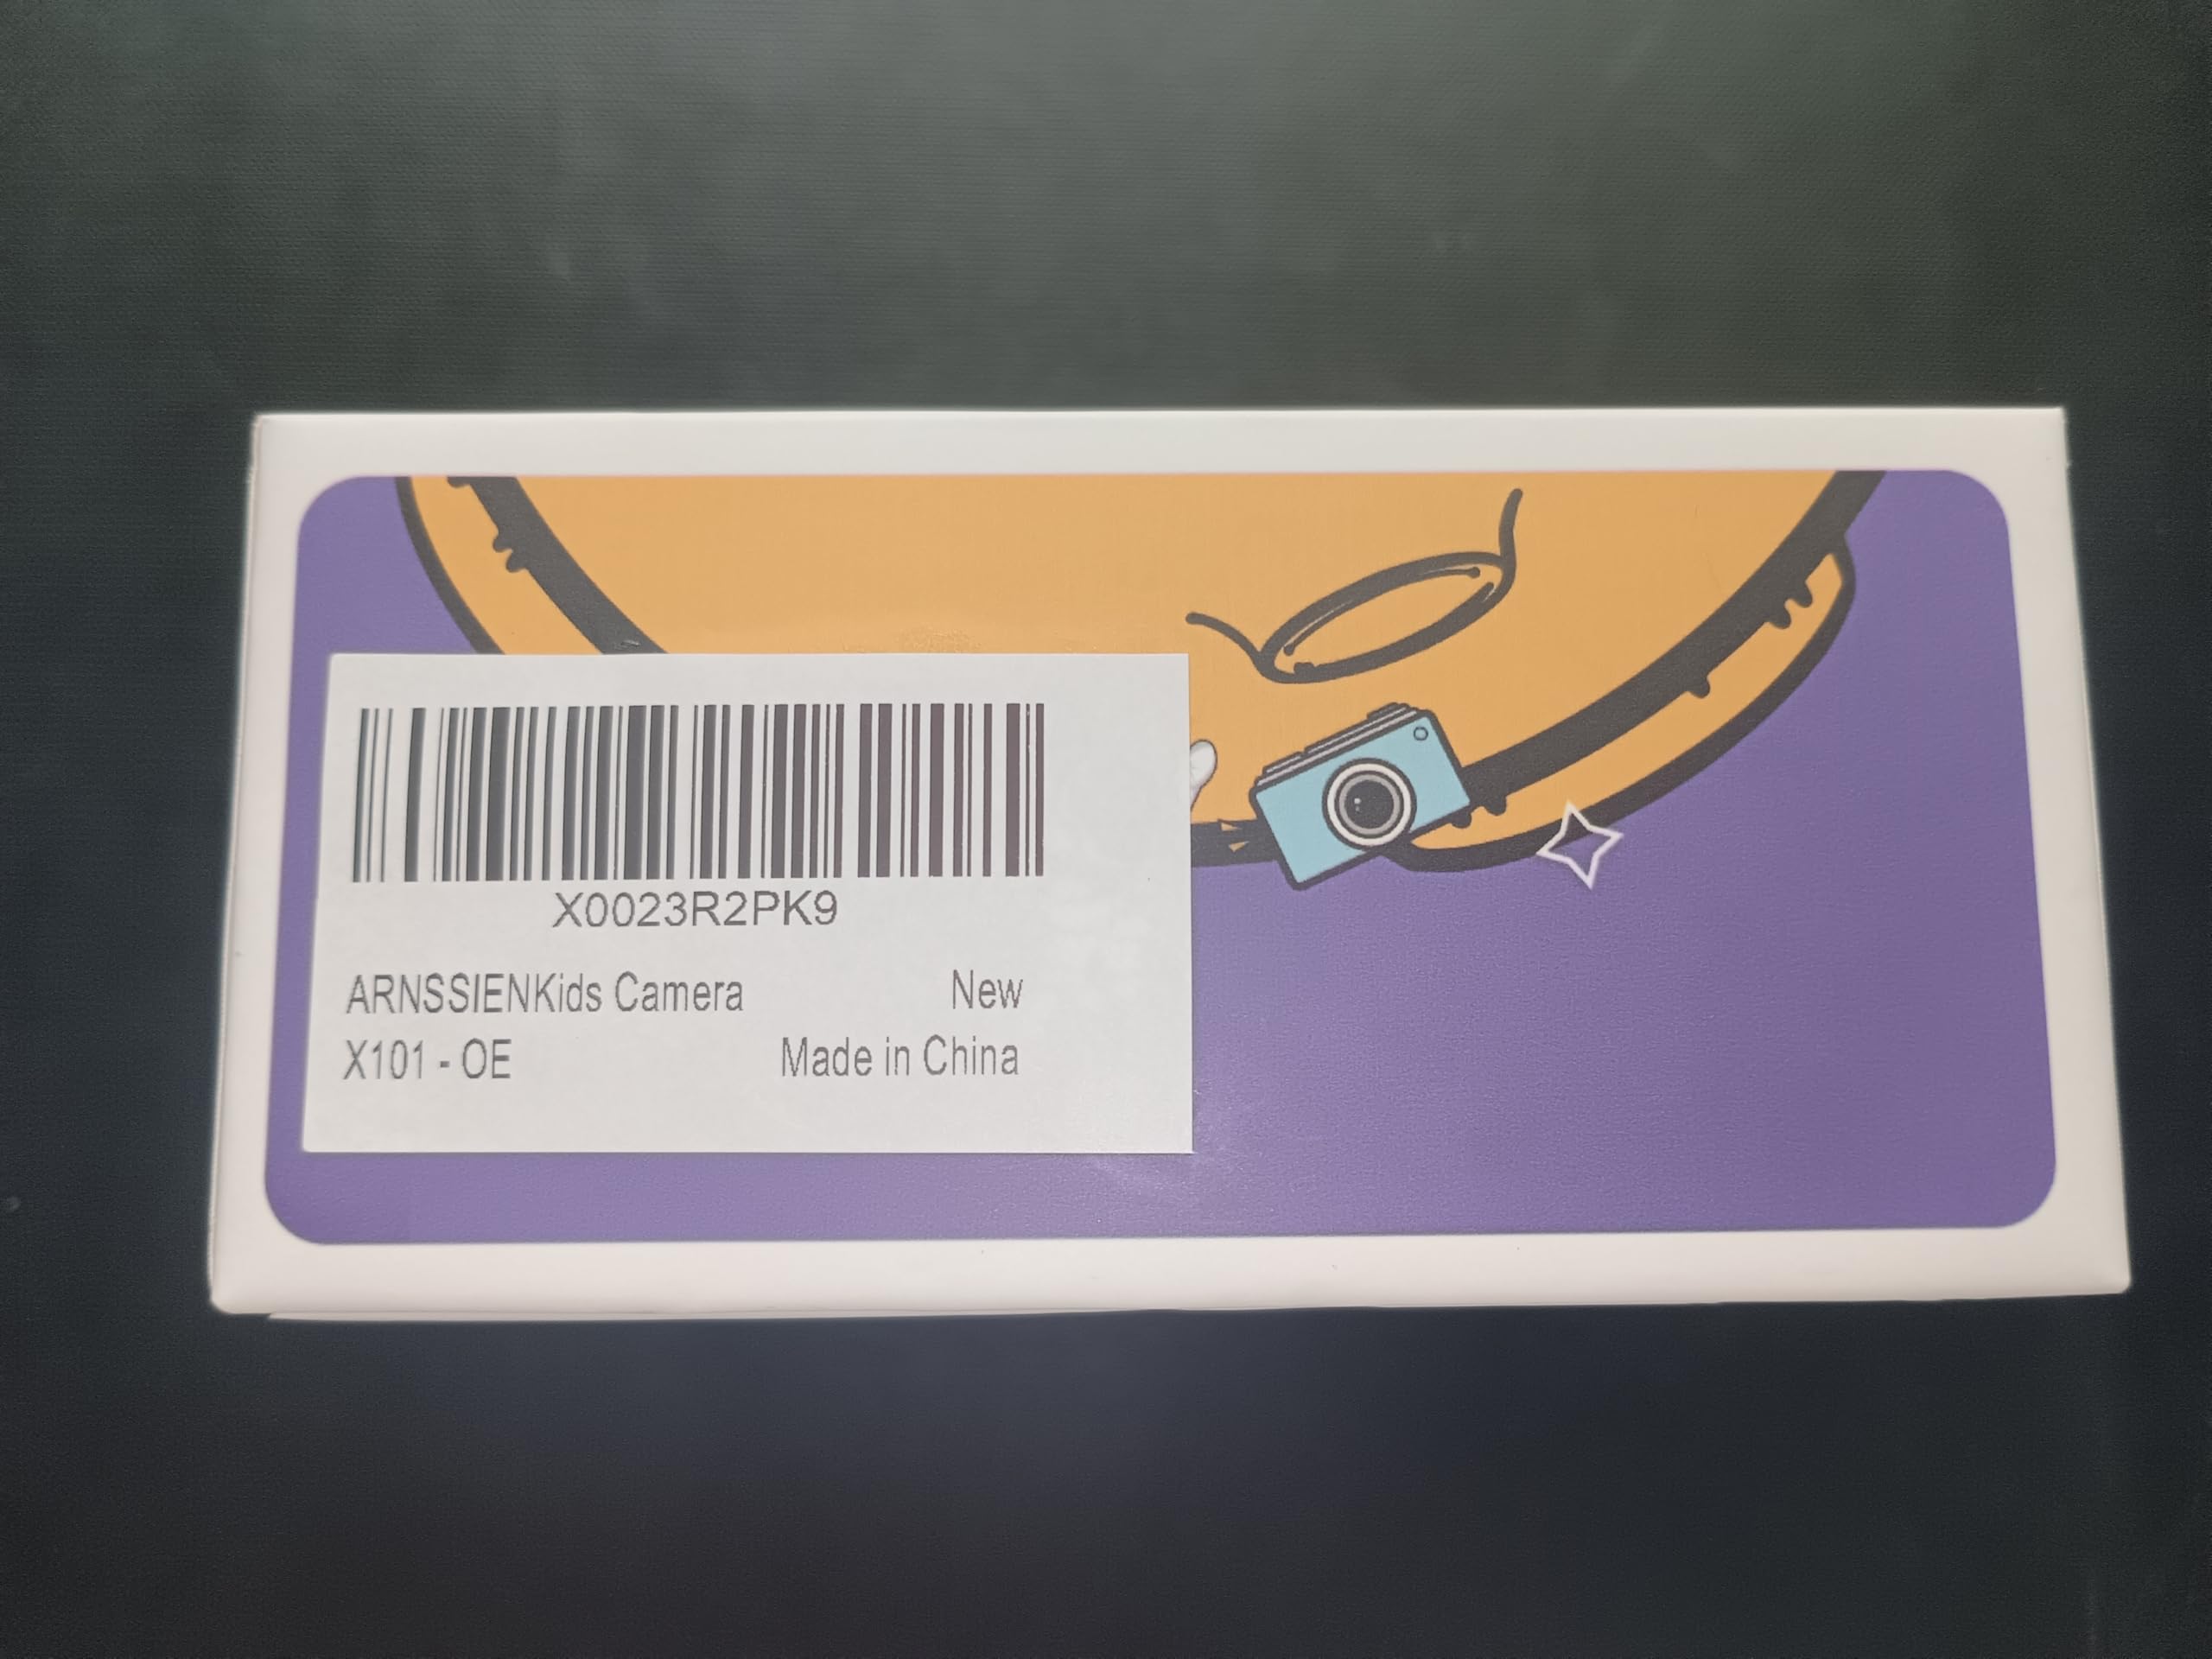 X0023R2PK9
ARNSSIENKids Camera New
X101 - OE Made in China